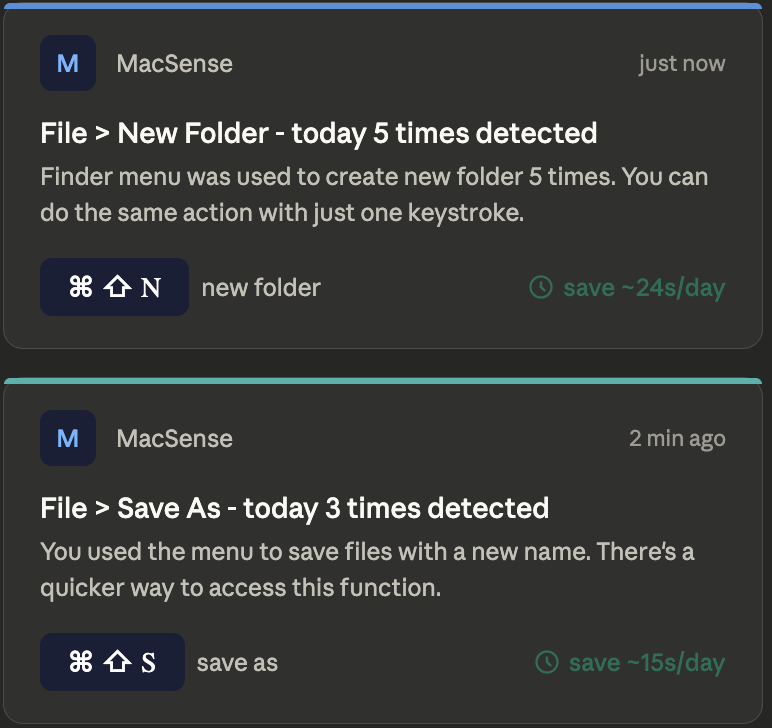 M MacSense just now
File > New Folder - today 5 times detected
Finder menu was used to create new folder 5 times. You can
do the same action with just one keystroke.
⌘ ⇧ N new folder save ~24s/day
M MacSense 2 min ago
File > Save As - today 3 times detected
You used the menu to save files with a new name. There's a
quicker way to access this function.
⌘ ⇧ S save as save ~15s/day